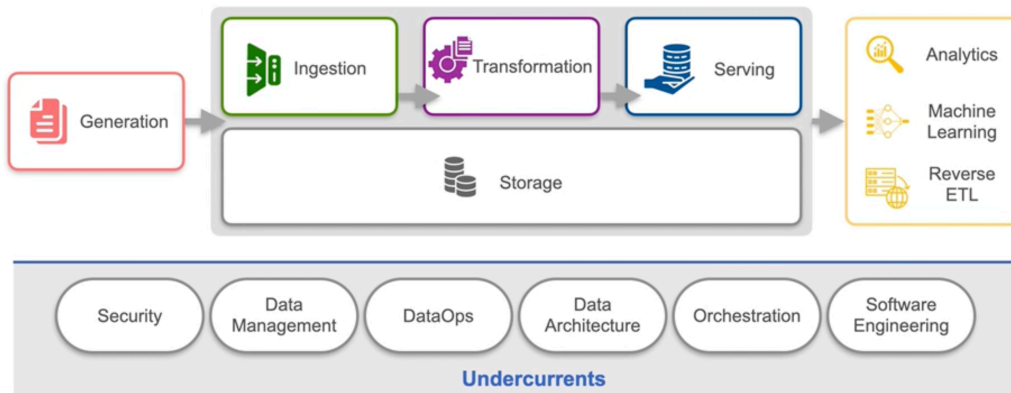 Generation
Ingestion
Transformation
Serving
Storage
Analytics
Machine
Learning
Reverse
ETL
Security
Data
Management
DataOps
Data
Architecture
Orchestration
Software
Engineering
Undercurrents